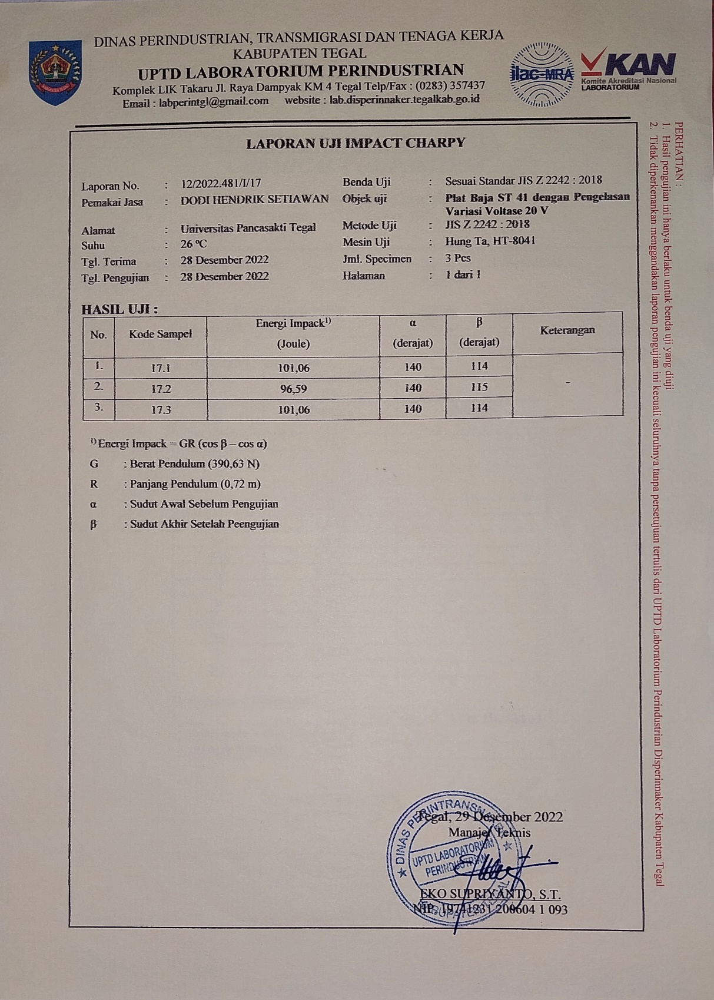 DINAS PERINDUSTRIAN, TRANSMIGRASI DAN TENAGA KERJA
KABUPATEN TEGAL
UPTD LABORATORIUM PERINDUSTRIAN
Komplek LIK Takaru Jl. Raya Dampyak KM 4 Tegal Telp/Fax : (0283) 357437
Email : labperintgl@gmail.com website : lab.disperinnaker.tegalkab.go.id
ilac-MRA
KAN
Komite Akreditasi Nasional
LABORATORIUM
LAPORAN UJI IMPACT CHARPY
Laporan No. : 12/2022.481/I/17
Pemakai Jasa : DODI HENDRIK SETIAWAN
Alamat : Universitas Pancasakti Tegal
Suhu : 26 ºC
Tgl. Terima : 28 Desember 2022
Tgl. Pengujian : 28 Desember 2022
Benda Uji : Sesuai Standar JIS Z 2242 : 2018
Objek uji : Plat Baja ST 41 dengan Pengelasan
Variasi Voltase 20 V
Metode Uji : JIS Z 2242 : 2018
Mesin Uji : Hung Ta, HT-8041
Jml. Specimen : 3 Pcs
Halaman : 1 dari 1
HASIL UJI :
No. Kode Sampel Energi Impack¹⁾ (Joule) α (derajat) β (derajat) Keterangan
1. 17.1 101,06 140 114
2. 17.2 96,59 140 115 -
3. 17.3 101,06 140 114
¹⁾ Energi Impack = GR (cos β – cos α)
G : Berat Pendulum (390,63 N)
R : Panjang Pendulum (0,72 m)
α : Sudut Awal Sebelum Pengujian
β : Sudut Akhir Setelah Peengujian
Tegal, 29 Desember 2022
Manajer Teknis
DINAS PERINTRANSNAKER
UPTD LABORATORIUM
PERINDUSTRIAN
KABUPATEN TEGAL
EKO SUPRIYANTO, S.T.
NIP. 19741231 200604 1 093
PERHATIAN :
1. Hasil pengujian ini hanya berlaku untuk benda uji yang diuji
2. Tidak diperkenankan menggandakan laporan pengujian ini kecuali seluruhnya tanpa persetujuan tertulis dari UPTD Laboratorium Perindustrian Disperinnaker Kabupaten Tegal